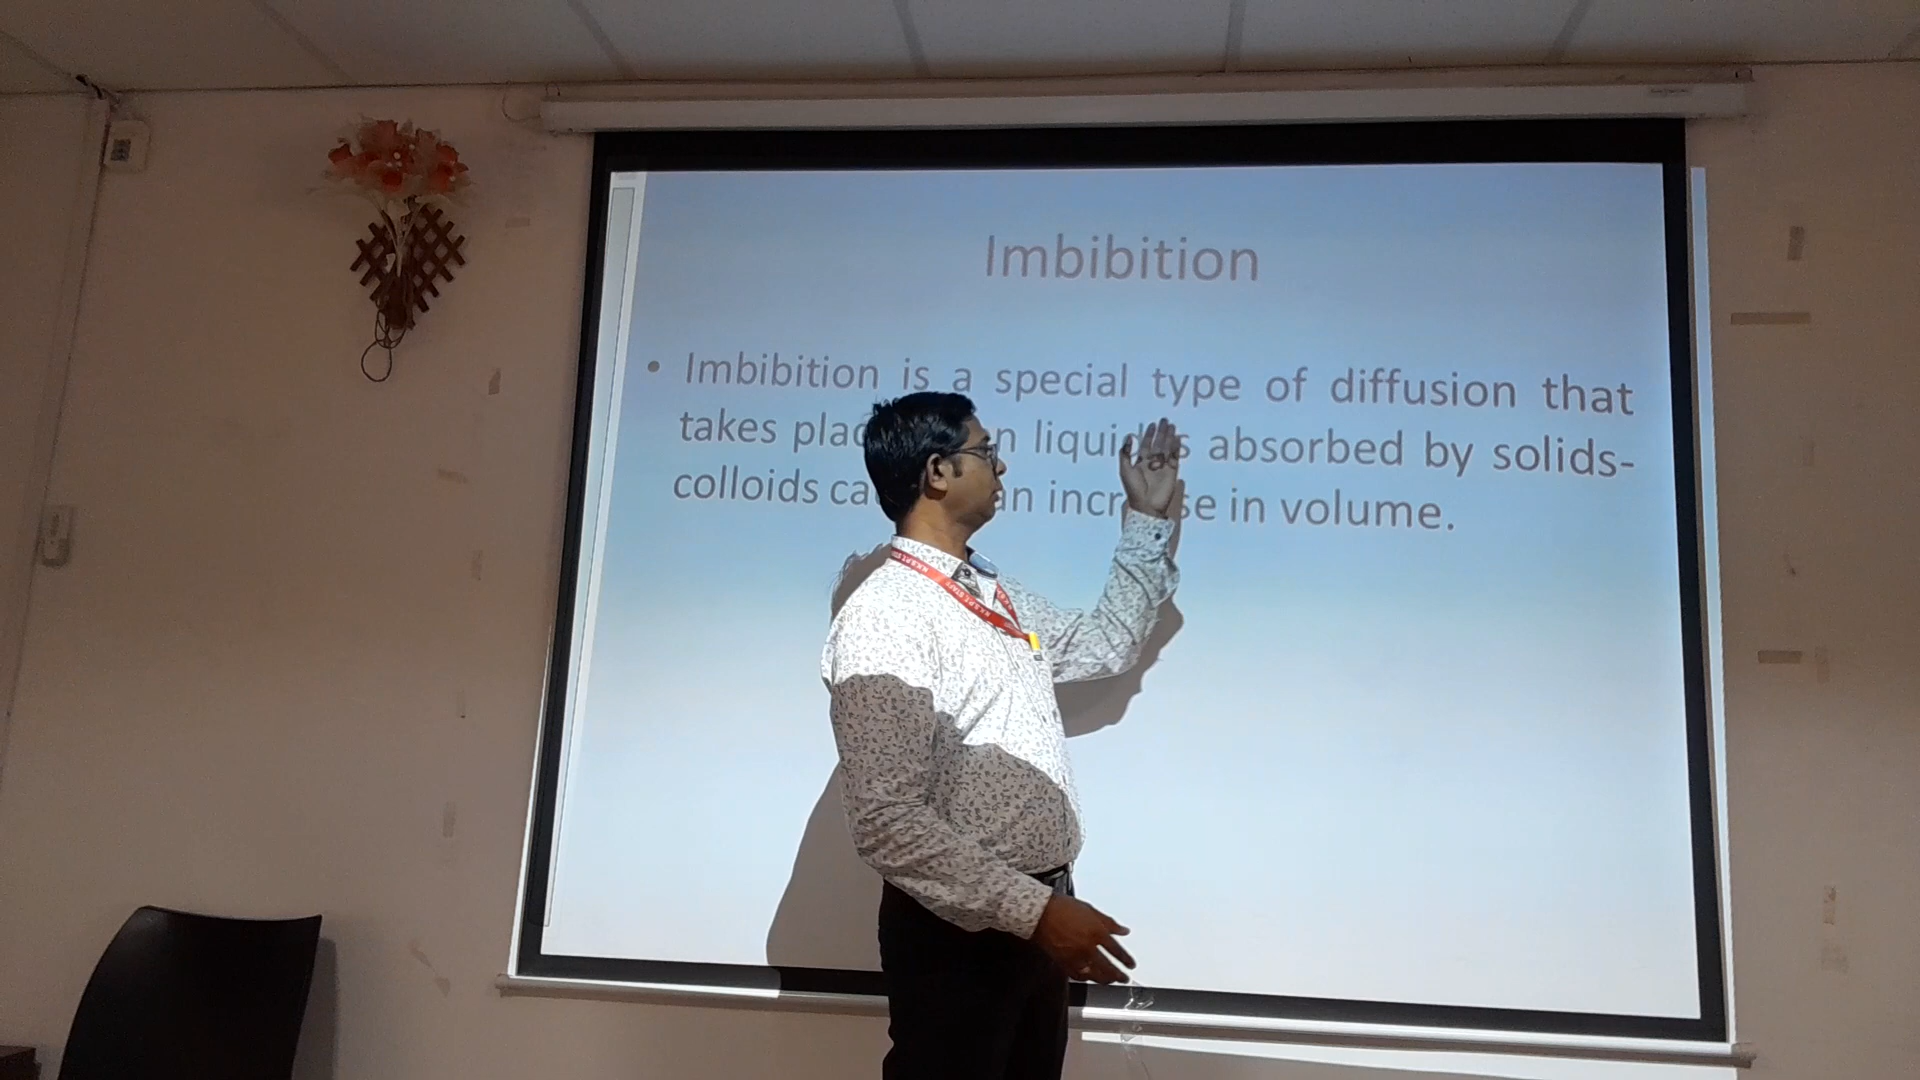 Imbibition
• Imbibition is a special type of diffusion that
takes plac n liquid s absorbed by solids-
colloids ca an incr se in volume.
N.K.S.P.T. STAFF